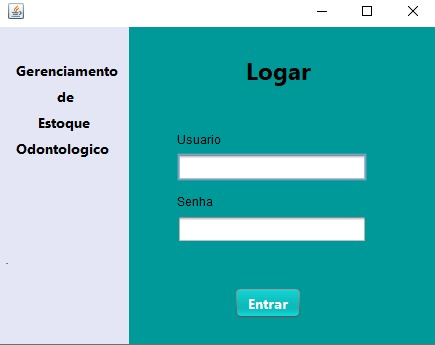 Gerenciamento
de
Estoque
Odontologico
Logar
Usuario
Senha
Entrar